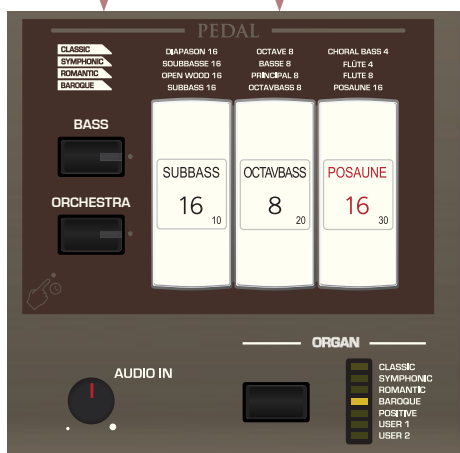 PEDAL
CLASSIC
SYMPHONIC
ROMANTIC
BAROQUE
DIAPASON 16
SOUBBASSE 16
OPEN WOOD 16
SUBBASS 16
OCTAVE 8
BASSE 8
PRINCIPAL 8
OCTAVBASS 8
CHORAL BASS 4
FLÛTE 4
FLUTE 8
POSAUNE 16
BASS
ORCHESTRA
SUBBASS
16
10
OCTAVBASS
8
20
POSAUNE
16
30
AUDIO IN
ORGAN
CLASSIC
SYMPHONIC
ROMANTIC
BAROQUE
POSITIVE
USER 1
USER 2